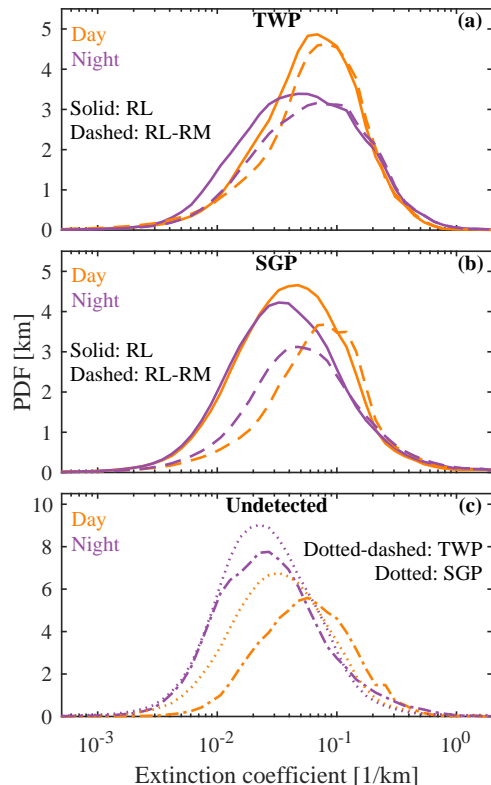 TWP
(a)
Day
Night
Solid: RL
Dashed: RL-RM
5
4
3
2
1
0
SGP
(b)
Day
Night
Solid: RL
Dashed: RL-RM
5
4
3
2
1
0
PDF [km]
Undetected
(c)
Day
Night
Dotted-dashed: TWP
Dotted: SGP
10
8
6
4
2
0
10⁻³ 10⁻² 10⁻¹ 10⁰
Extinction coefficient [1/km]